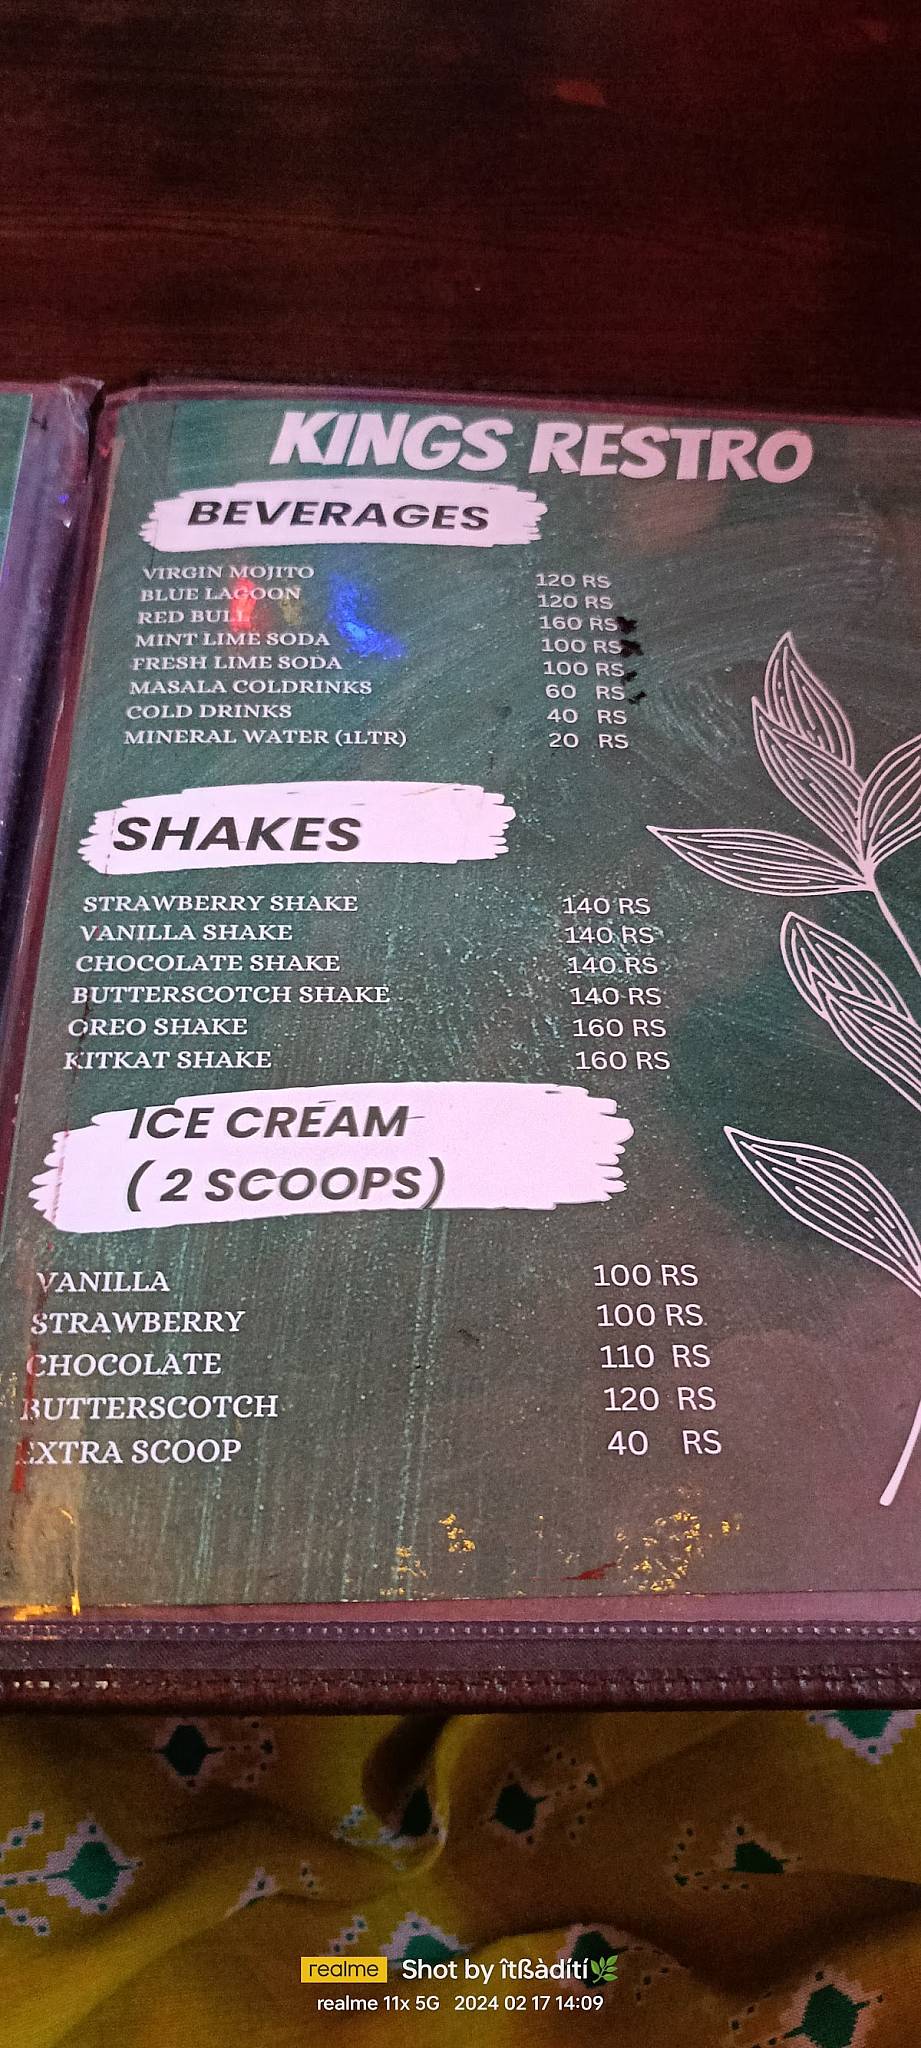 KINGS RESTRO
BEVERAGES
VIRGIN MOJITO 120 RS
BLUE LAGOON 120 RS
RED BULL 160 RS
MINT LIME SODA 100 RS
FRESH LIME SODA 100 RS
MASALA COLDRINKS 60 RS
COLD DRINKS 40 RS
MINERAL WATER (1LTR) 20 RS
SHAKES
STRAWBERRY SHAKE 140 RS
VANILLA SHAKE 140 RS
CHOCOLATE SHAKE 140 RS
BUTTERSCOTCH SHAKE 140 RS
OREO SHAKE 160 RS
KITKAT SHAKE 160 RS
ICE CREAM
( 2 SCOOPS)
VANILLA 100 RS
STRAWBERRY 100 RS
CHOCOLATE 110 RS
BUTTERSCOTCH 120 RS
EXTRA SCOOP 40 RS
realme Shot by îtßàdítí🌿
realme 11x 5G 2024 02 17 14:09